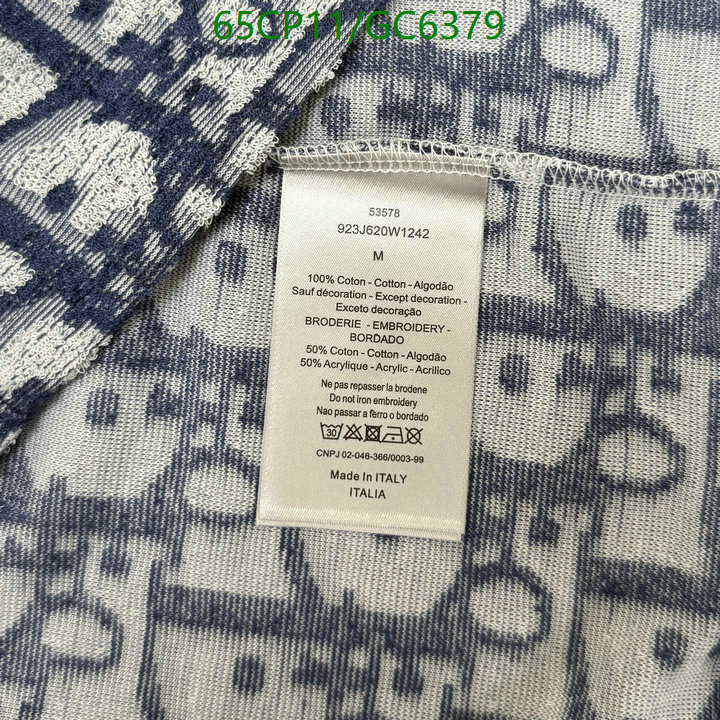 65CP11/GC6379
53578
923J620W1242
M
100% Coton - Cotton - Algodão
Sauf décoration - Except decoration -
Exceto decoração
BRODERIE - EMBROIDERY -
BORDADO
50% Coton - Cotton - Algodão
50% Acrylique - Acrylic - Acrilico
Ne pas repasser la brodene
Do not iron embroidery
Nao passar a ferro o bordado
30
CNPJ 02-046-366/0003-99
Made In ITALY
ITALIA